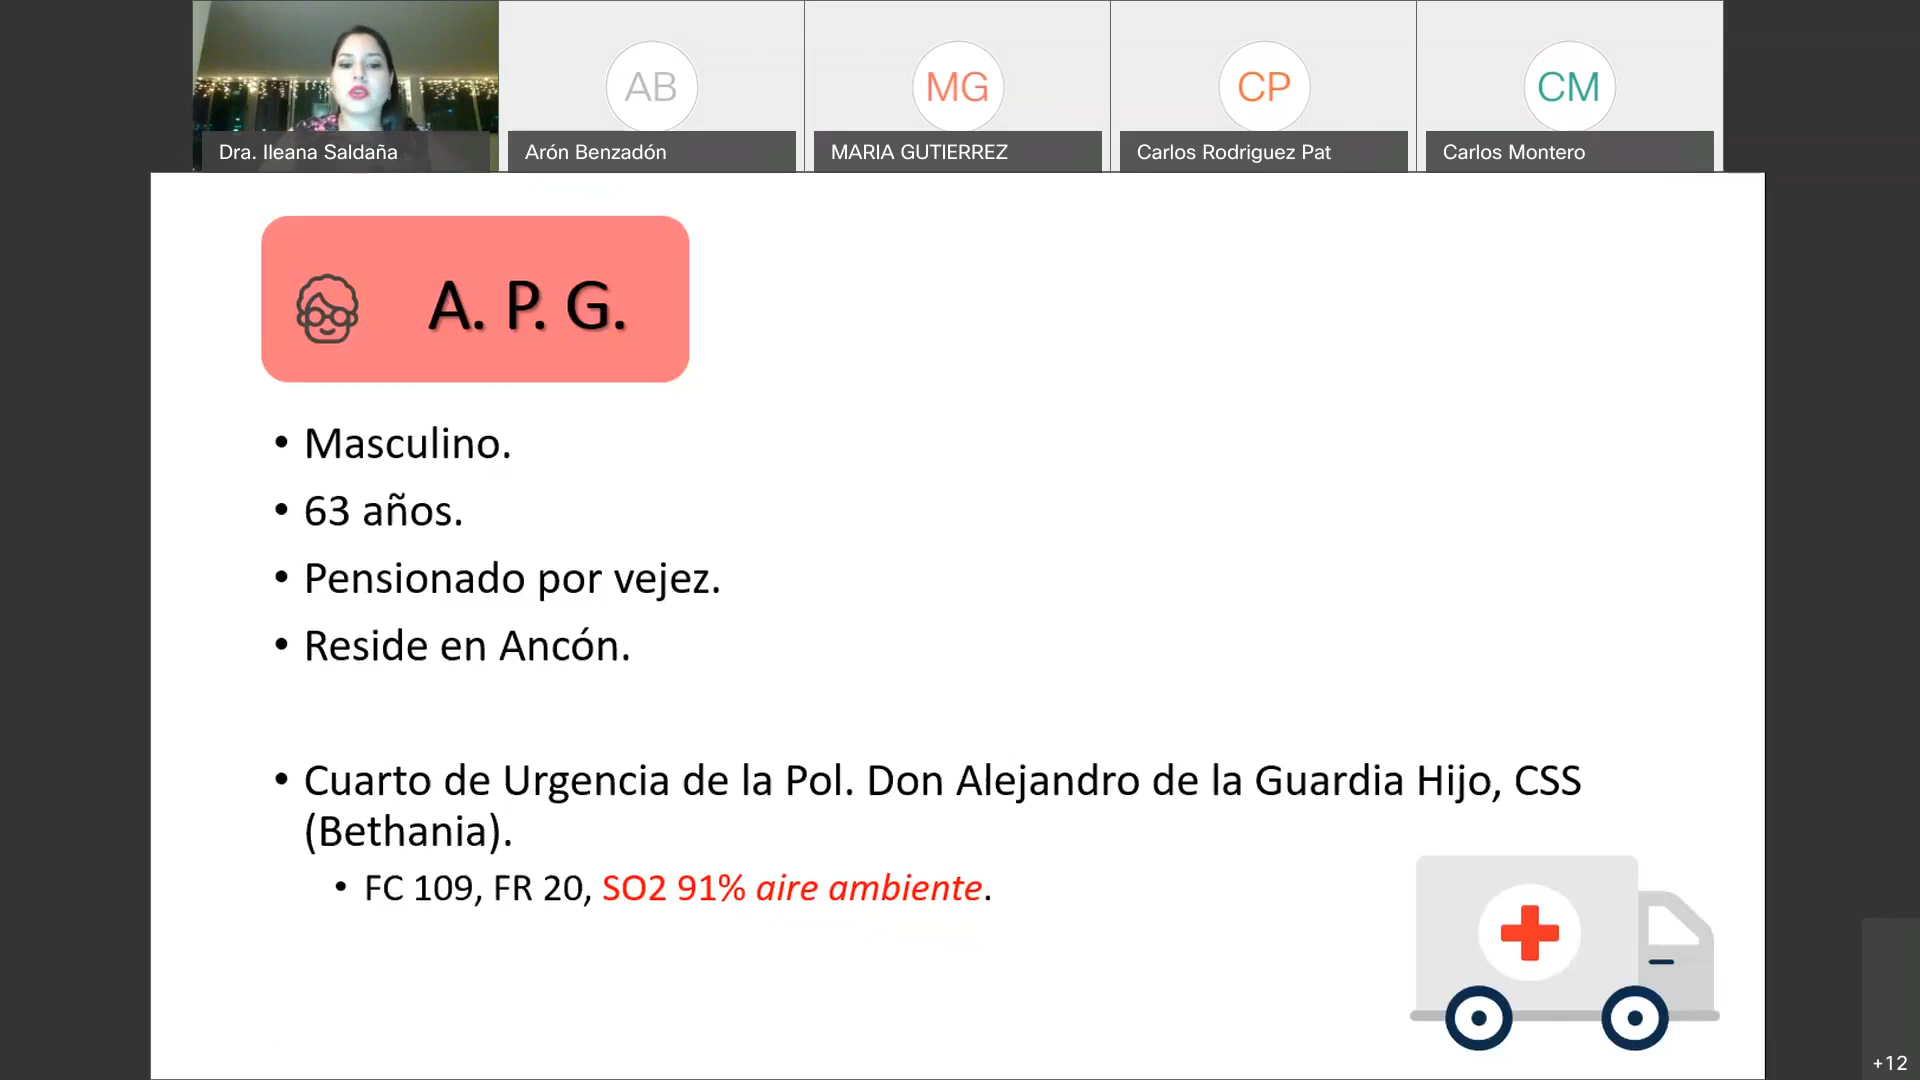 AB
MG
CP
CM
Dra. Ileana Saldaña
Arón Benzadón
MARIA GUTIERREZ
Carlos Rodriguez Pat
Carlos Montero
A. P. G.
• Masculino.
• 63 años.
• Pensionado por vejez.
• Reside en Ancón.
• Cuarto de Urgencia de la Pol. Don Alejandro de la Guardia Hijo, CSS
(Bethania).
• FC 109, FR 20, SO2 91% aire ambiente.
+12